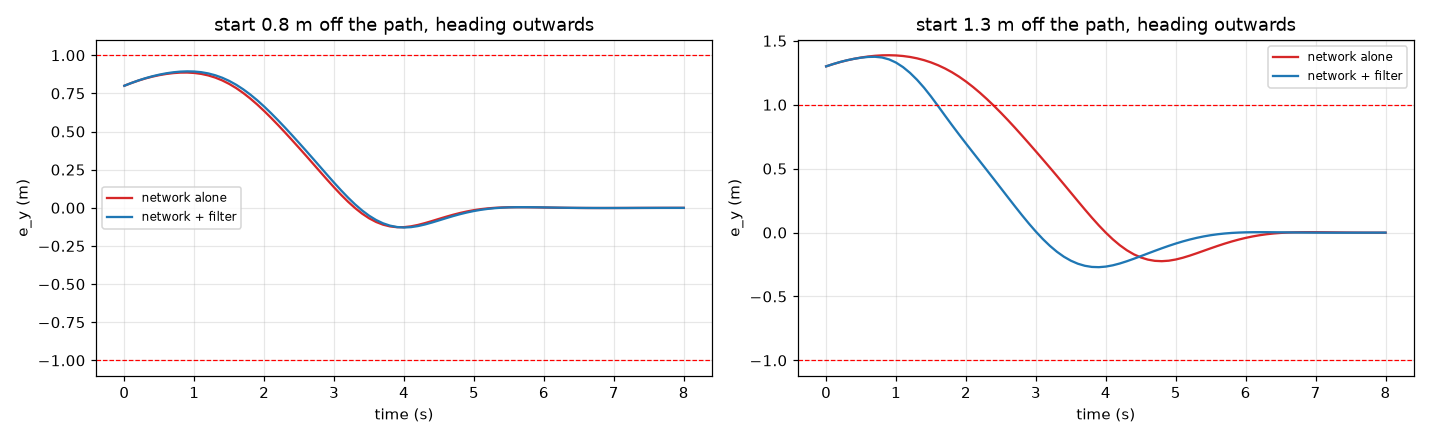 start 0.8 m off the path, heading outwards
e_y (m)
1.00
0.75
0.50
0.25
0.00
−0.25
−0.50
−0.75
−1.00
network alone
network + filter
0 1 2 3 4 5 6 7 8
time (s)
start 1.3 m off the path, heading outwards
e_y (m)
1.5
1.0
0.5
0.0
−0.5
−1.0
network alone
network + filter
0 1 2 3 4 5 6 7 8
time (s)